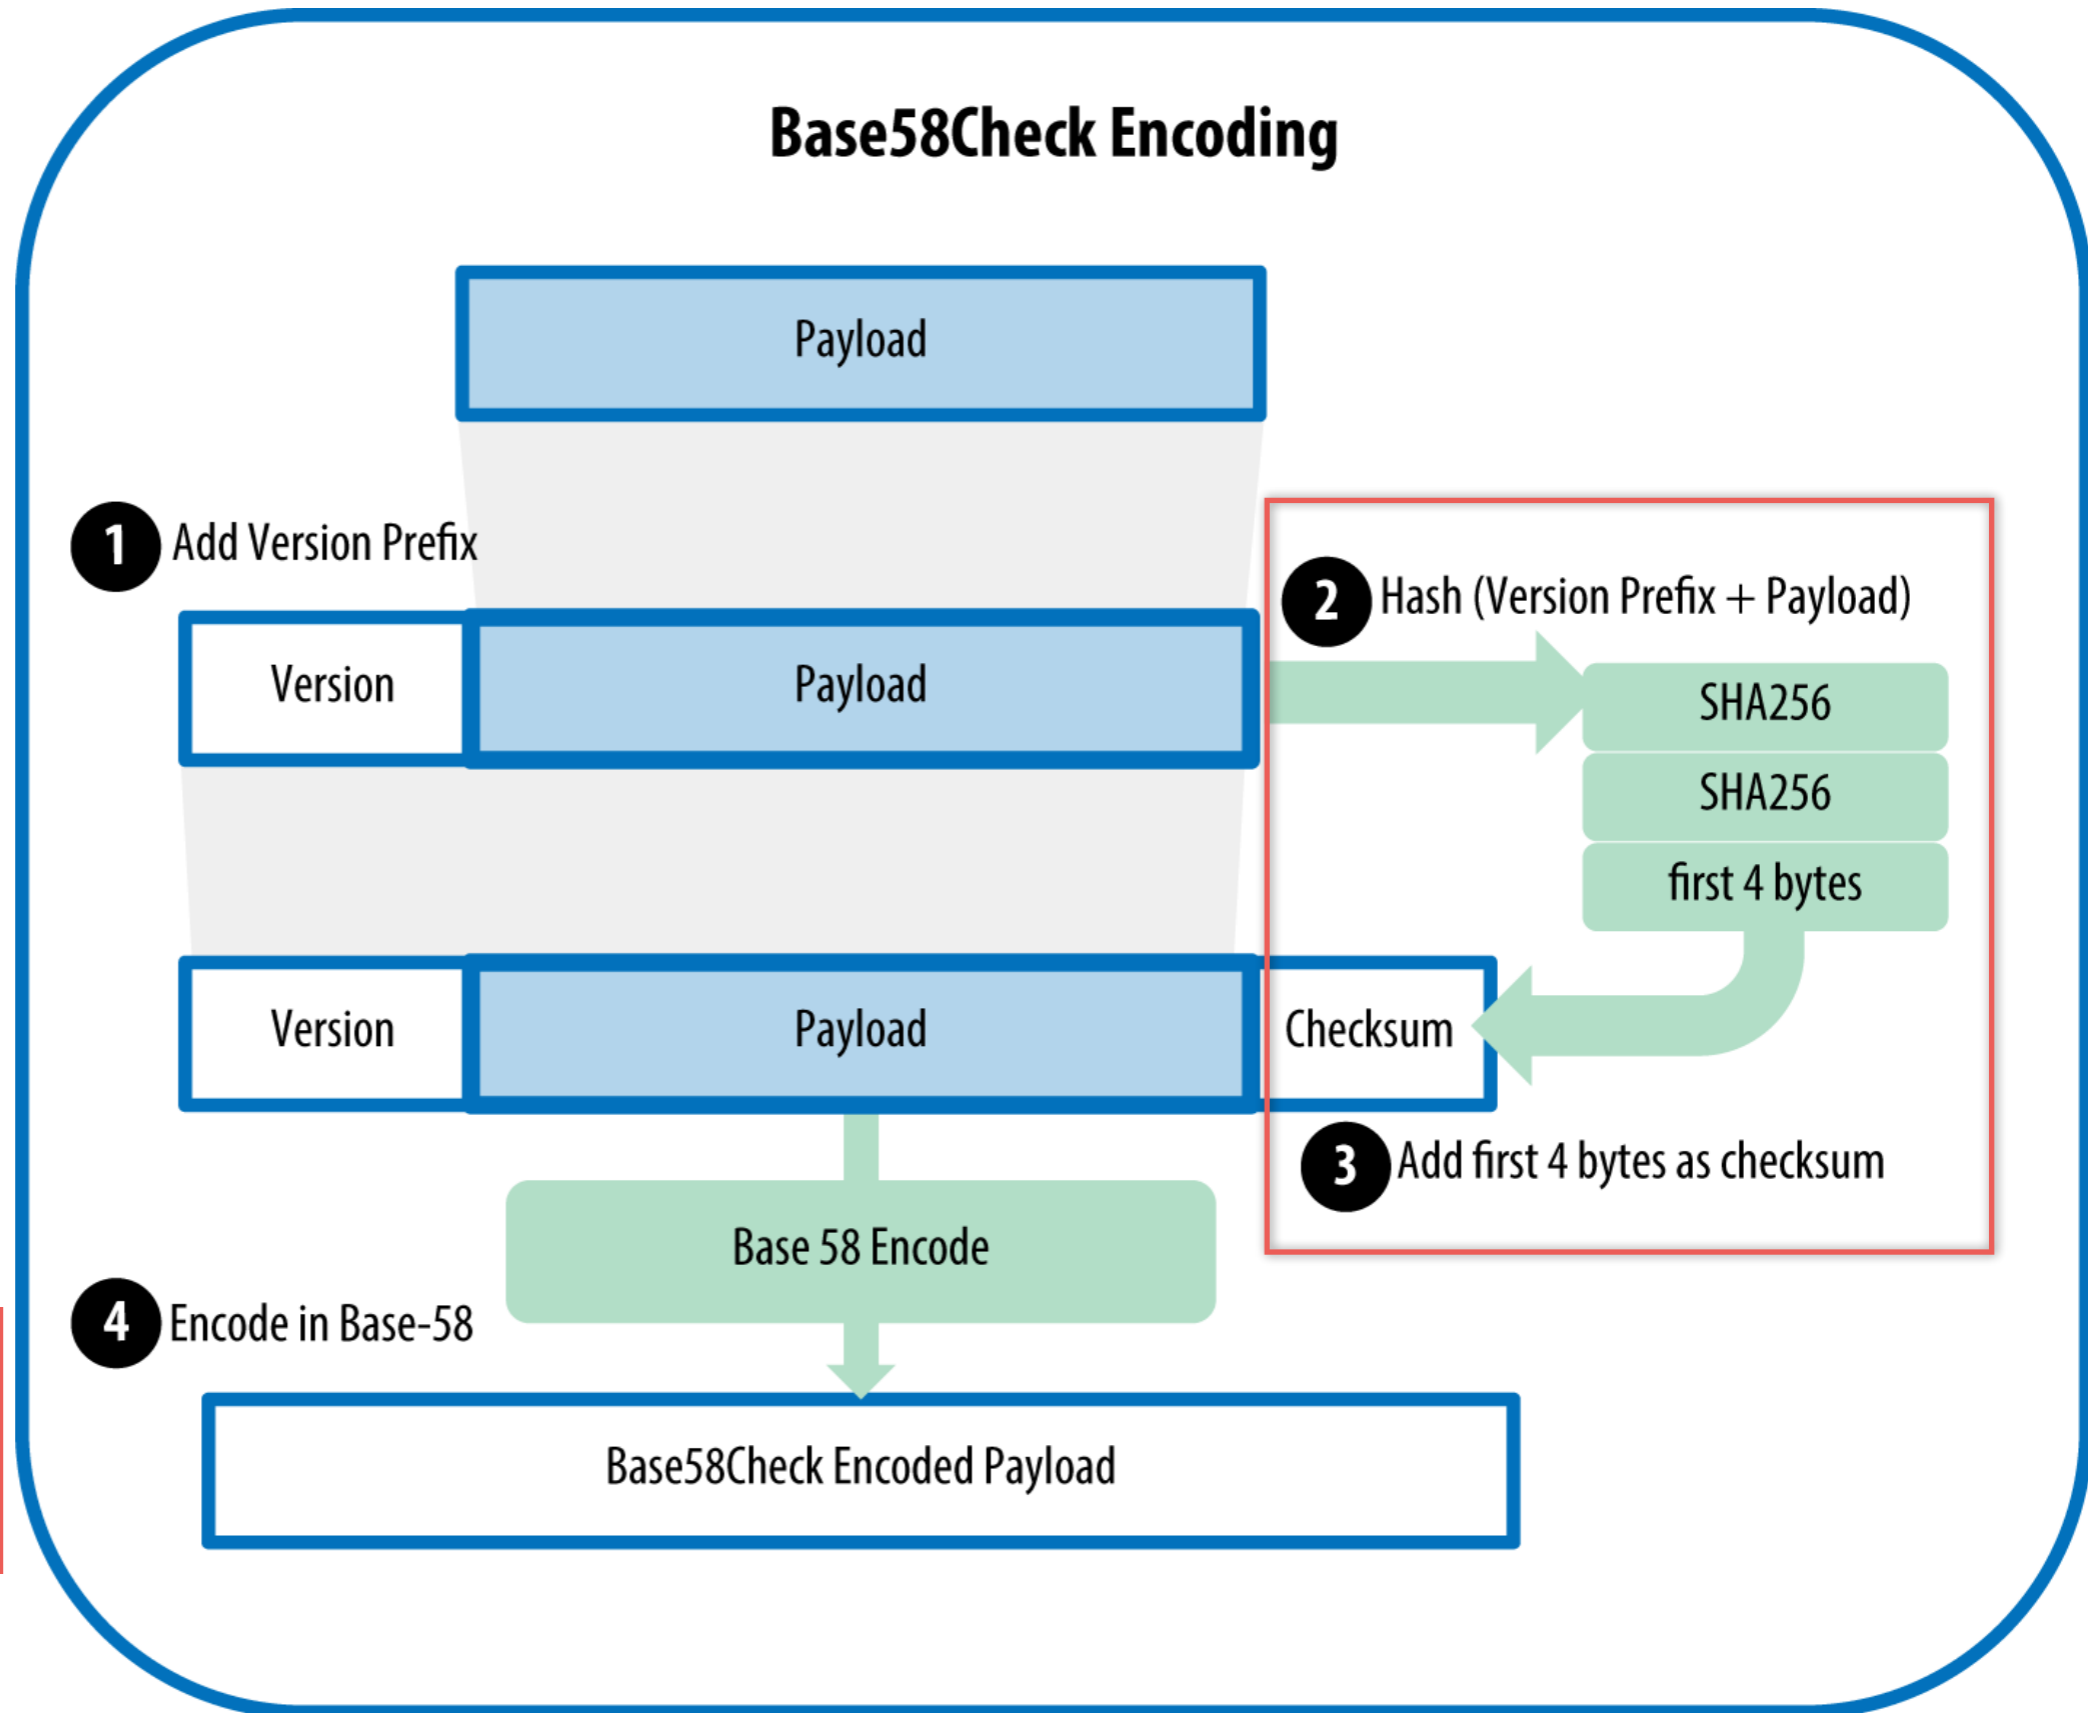 Base58Check Encoding
Payload
1 Add Version Prefix
2 Hash (Version Prefix + Payload)
Version
Payload
SHA256
SHA256
first 4 bytes
Version
Payload
Checksum
3 Add first 4 bytes as checksum
Base 58 Encode
4 Encode in Base-58
Base58Check Encoded Payload